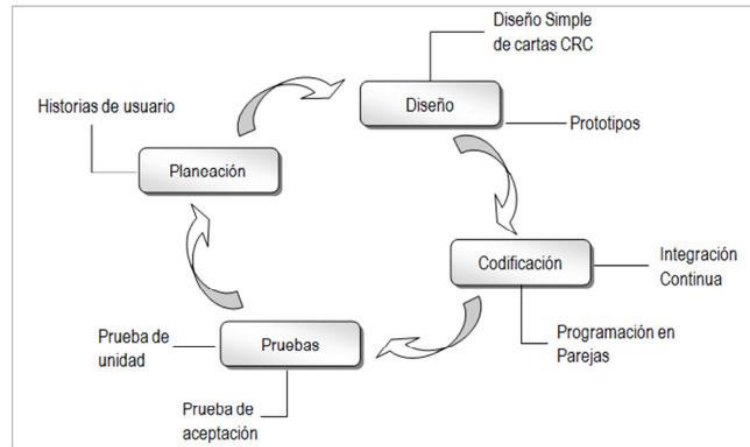 Diseño Simple
de cartas CRC
Diseño
Prototipos
Historias de usuario
Planeación
Codificación
Integración
Continua
Programación en
Parejas
Pruebas
Prueba de
unidad
Prueba de
aceptación